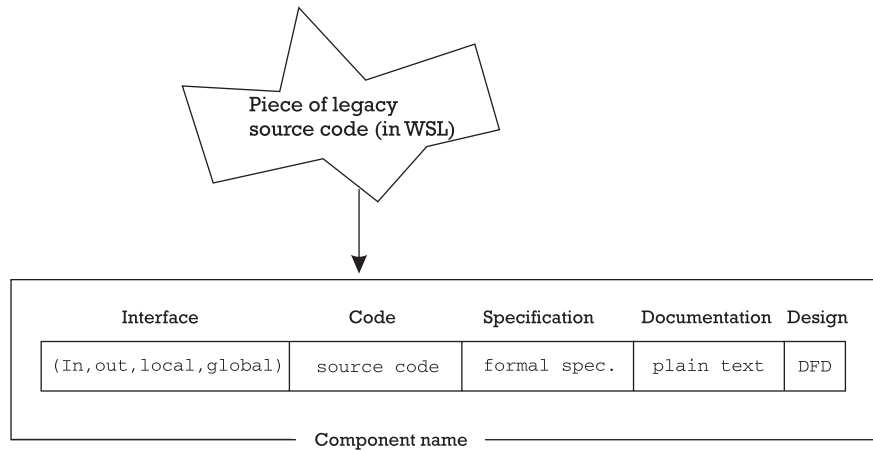 Piece of legacy
source code (in WSL)
Interface Code Specification Documentation Design
(In,out,local,global) source code formal spec. plain text DFD
Component name